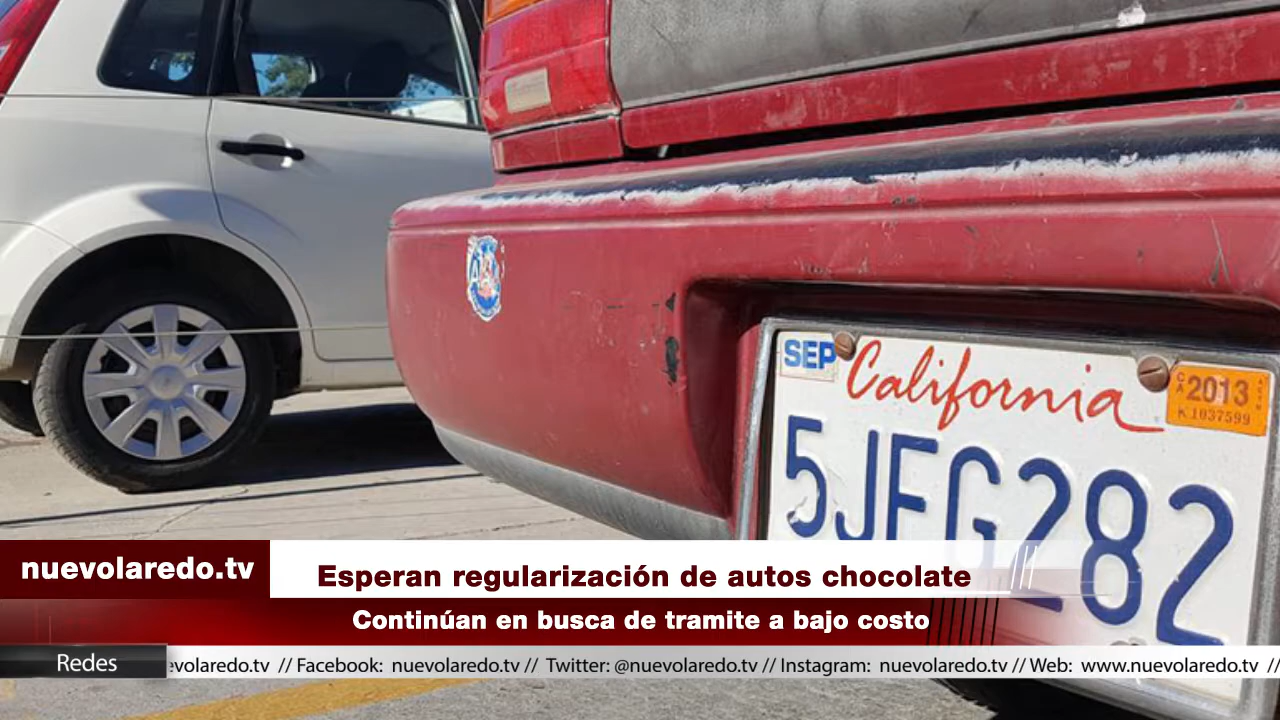 SEP
California
CA 2013
K1037599
5JFG282
nuevolaredo.tv
Esperan regularización de autos chocolate
Continúan en busca de tramite a bajo costo
Redes
evolaredo.tv // Facebook: nuevolaredo.tv // Twitter: @nuevolaredo.tv // Instagram: nuevolaredo.tv // Web: www.nuevolaredo.tv //